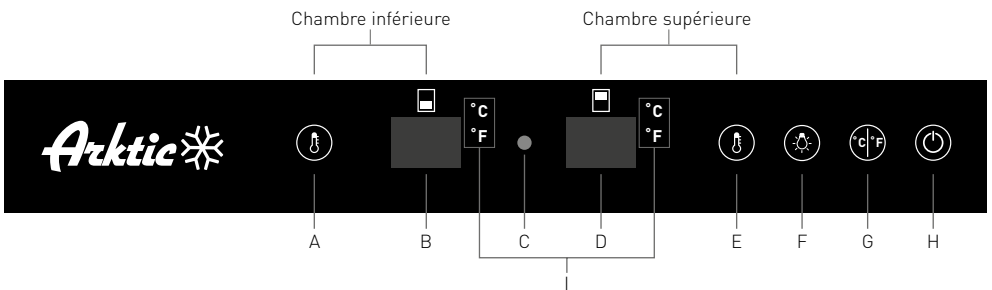 Chambre inférieure Chambre supérieure
°C °C
°F °F
Arktic °C °F
A B C D E F G H
I